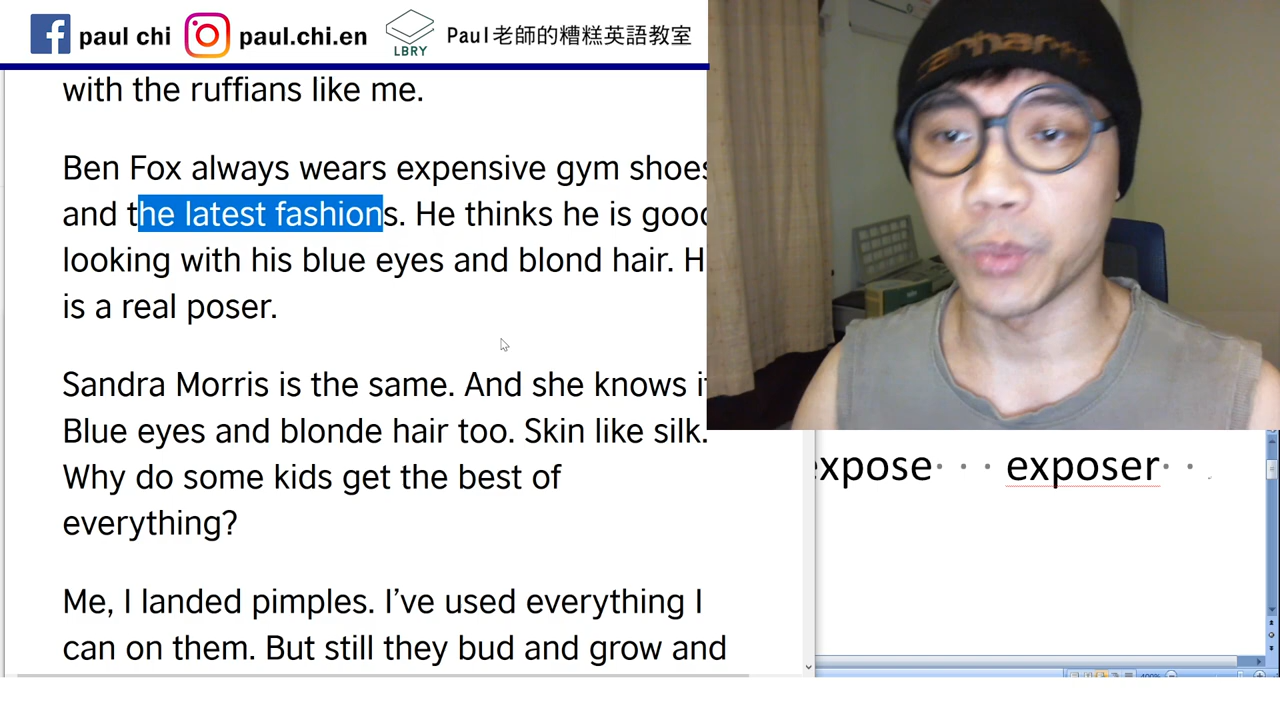 paul chi paul.chi.en LBRY Paul老師的糟糕英語教室
carhartt
with the ruffians like me.
Ben Fox always wears expensive gym shoes
and the latest fashions. He thinks he is good
looking with his blue eyes and blond hair. H
is a real poser.
Sandra Morris is the same. And she knows it
Blue eyes and blonde hair too. Skin like silk.
Why do some kids get the best of
everything?
Me, I landed pimples. I’ve used everything I
can on them. But still they bud and grow and
expose exposer
400%